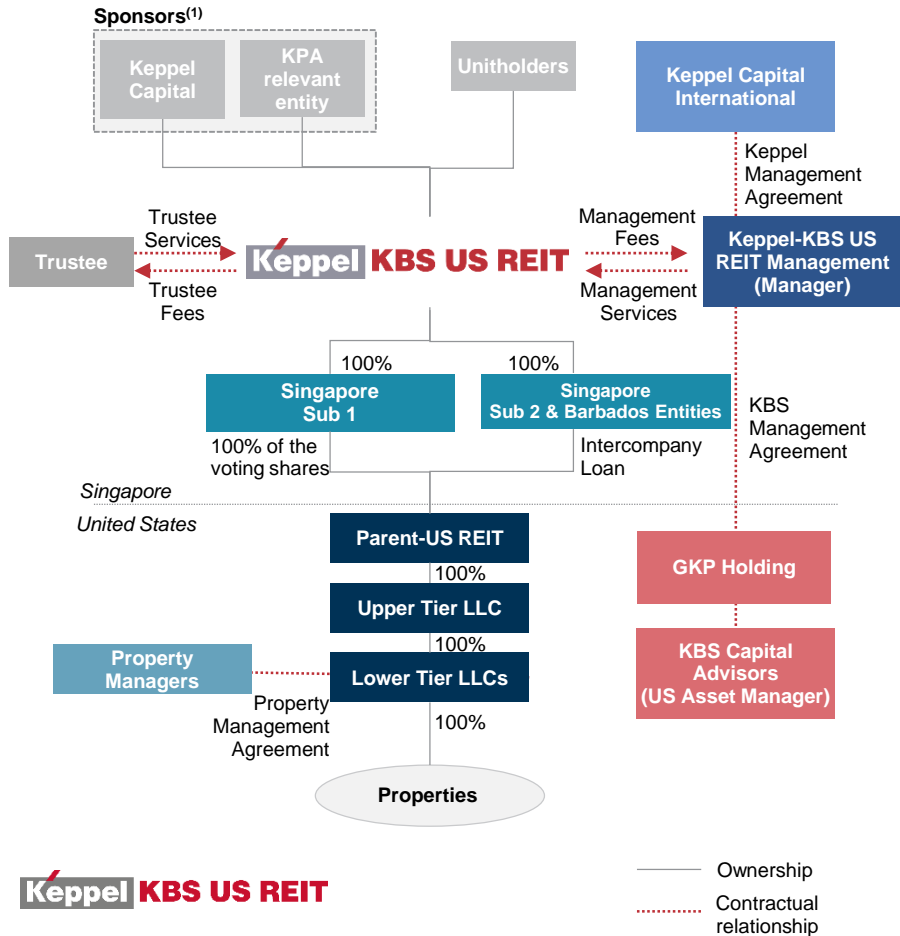 Sponsors(1)
Keppel
Capital
KPA
relevant
entity
Unitholders
Keppel Capital
International
Keppel
Management
Agreement
Trustee
Services
Trustee
Trustee
Fees
Keppel KBS US REIT
Management
Fees
Management
Services
Keppel-KBS US
REIT Management
(Manager)
100%
100%
Singapore
Sub 1
Singapore
Sub 2 & Barbados Entities
KBS
Management
Agreement
100% of the
voting shares
Intercompany
Loan
Singapore
United States
Parent-US REIT
100%
Upper Tier LLC
100%
Lower Tier LLCs
100%
GKP Holding
KBS Capital
Advisors
(US Asset Manager)
Property
Managers
Property
Management
Agreement
Properties
Keppel KBS US REIT
Ownership
Contractual
relationship